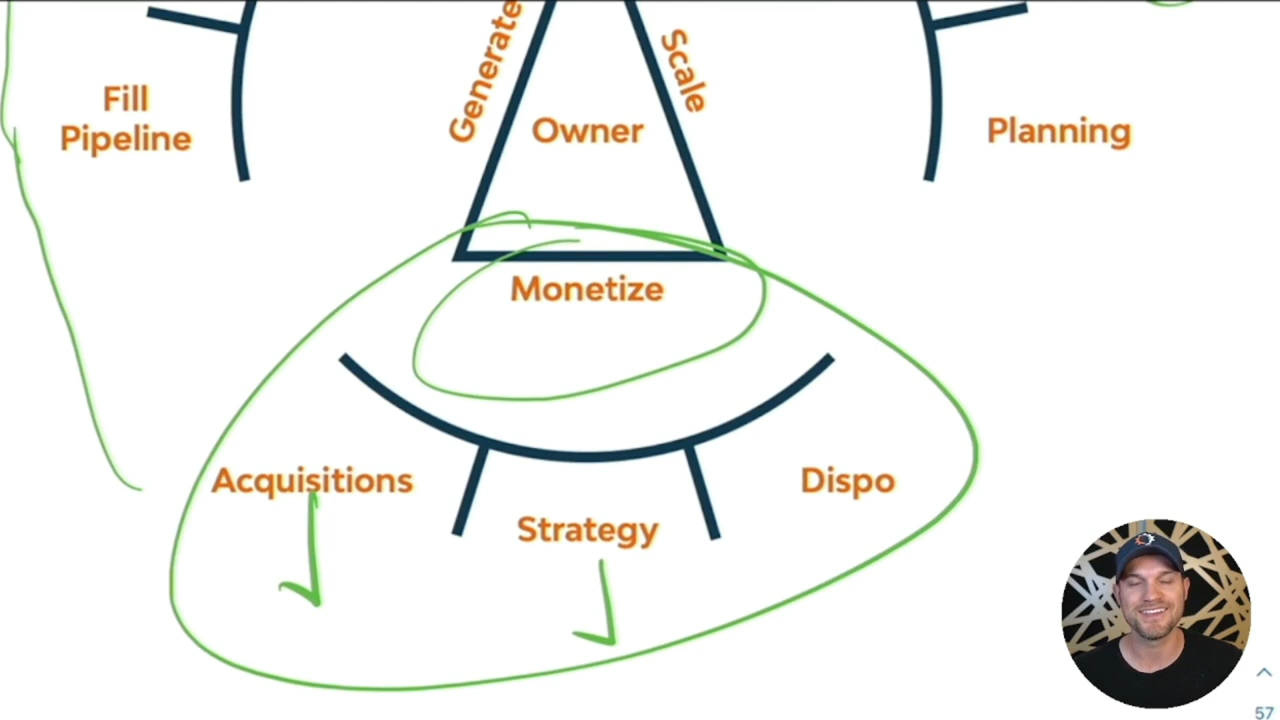 Generate
Scale
Fill
Pipeline
Owner
Planning
Monetize
Acquisitions
Strategy
Dispo
57